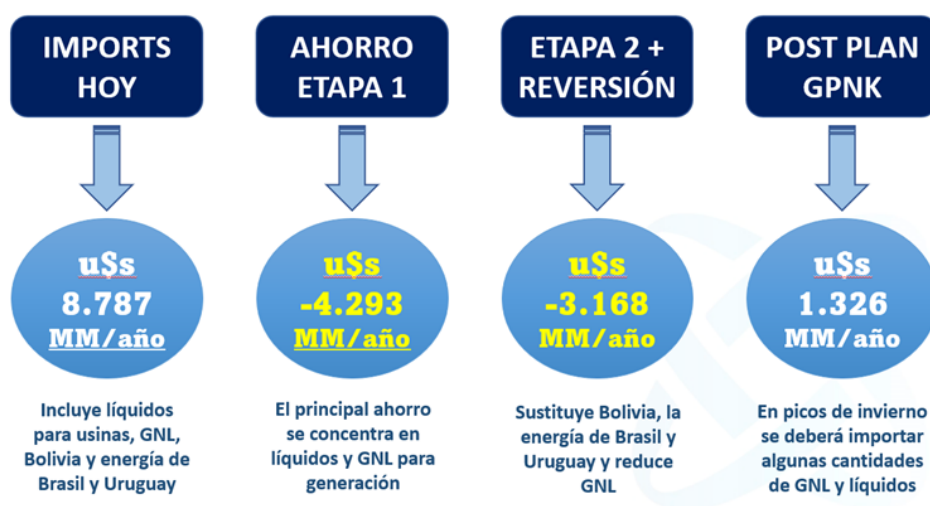 IMPORTS
HOY
u$s
8.787
MM/año
Incluye líquidos
para usinas, GNL,
Bolivia y energía de
Brasil y Uruguay
AHORRO
ETAPA 1
u$s
-4.293
MM/año
El principal ahorro
se concentra en
líquidos y GNL para
generación
ETAPA 2 +
REVERSIÓN
u$s
-3.168
MM/año
Sustituye Bolivia, la
energía de Brasil y
Uruguay y reduce
GNL
POST PLAN
GPNK
u$s
1.326
MM/año
En picos de invierno
se deberá importar
algunas cantidades
de GNL y líquidos